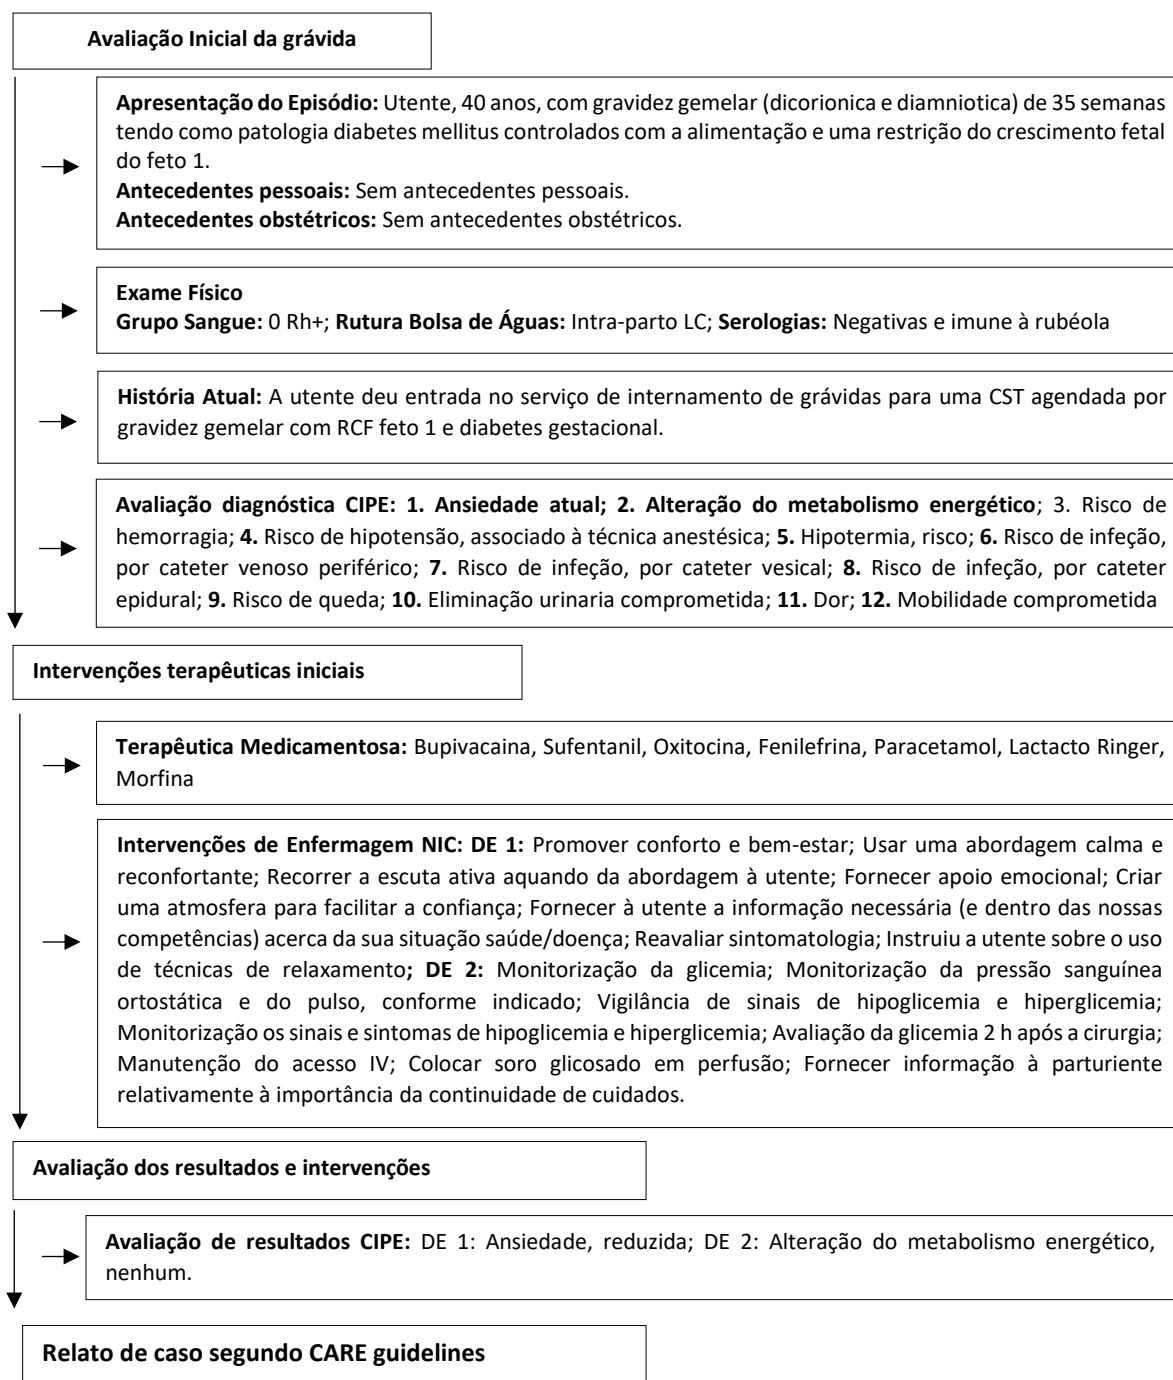 Avaliação Inicial da grávida
Apresentação do Episódio: Utente, 40 anos, com gravidez gemelar (dicorionica e diamniotica) de 35 semanas
tendo como patologia diabetes mellitus controlados com a alimentação e uma restrição do crescimento fetal
do feto 1.
Antecedentes pessoais: Sem antecedentes pessoais.
Antecedentes obstétricos: Sem antecedentes obstétricos.
Exame Físico
Grupo Sangue: 0 Rh+; Rutura Bolsa de Águas: Intra-parto LC; Serologias: Negativas e imune à rubéola
História Atual: A utente deu entrada no serviço de internamento de grávidas para uma CST agendada por
gravidez gemelar com RCF feto 1 e diabetes gestacional.
Avaliação diagnóstica CIPE: 1. Ansiedade atual; 2. Alteração do metabolismo energético; 3. Risco de
hemorragia; 4. Risco de hipotensão, associado à técnica anestésica; 5. Hipotermia, risco; 6. Risco de infeção,
por cateter venoso periférico; 7. Risco de infeção, por cateter vesical; 8. Risco de infeção, por cateter
epidural; 9. Risco de queda; 10. Eliminação urinaria comprometida; 11. Dor; 12. Mobilidade comprometida
Intervenções terapêuticas iniciais
Terapêutica Medicamentosa: Bupivacaina, Sufentanil, Oxitocina, Fenilefrina, Paracetamol, Lactacto Ringer,
Morfina
Intervenções de Enfermagem NIC: DE 1: Promover conforto e bem-estar; Usar uma abordagem calma e
reconfortante; Recorrer a escuta ativa aquando da abordagem à utente; Fornecer apoio emocional; Criar
uma atmosfera para facilitar a confiança; Fornecer à utente a informação necessária (e dentro das nossas
competências) acerca da sua situação saúde/doença; Reavaliar sintomatologia; Instruiu a utente sobre o uso
de técnicas de relaxamento; DE 2: Monitorização da glicemia; Monitorização da pressão sanguínea
ortostática e do pulso, conforme indicado; Vigilância de sinais de hipoglicemia e hiperglicemia;
Monitorização os sinais e sintomas de hipoglicemia e hiperglicemia; Avaliação da glicemia 2 h após a cirurgia;
Manutenção do acesso IV; Colocar soro glicosado em perfusão; Fornecer informação à parturiente
relativamente à importância da continuidade de cuidados.
Avaliação dos resultados e intervenções
Avaliação de resultados CIPE: DE 1: Ansiedade, reduzida; DE 2: Alteração do metabolismo energético,
nenhum.
Relato de caso segundo CARE guidelines